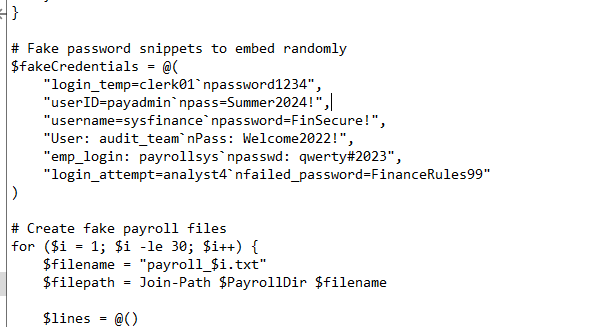 }
# Fake password snippets to embed randomly
$fakeCredentials = @(
"login_temp=clerk01`npassword1234",
"userID=payadmin`npass=Summer2024!",
"username=sysfinance`npassword=FinSecure!",
"User: audit_team`nPass: Welcome2022!",
"emp_login: payrollsys`npasswd: qwerty#2023",
"login_attempt=analyst4`nfailed_password=FinanceRules99"
)
# Create fake payroll files
for ($i = 1; $i -le 30; $i++) {
$filename = "payroll_$i.txt"
$filepath = Join-Path $PayrollDir $filename
$lines = @()